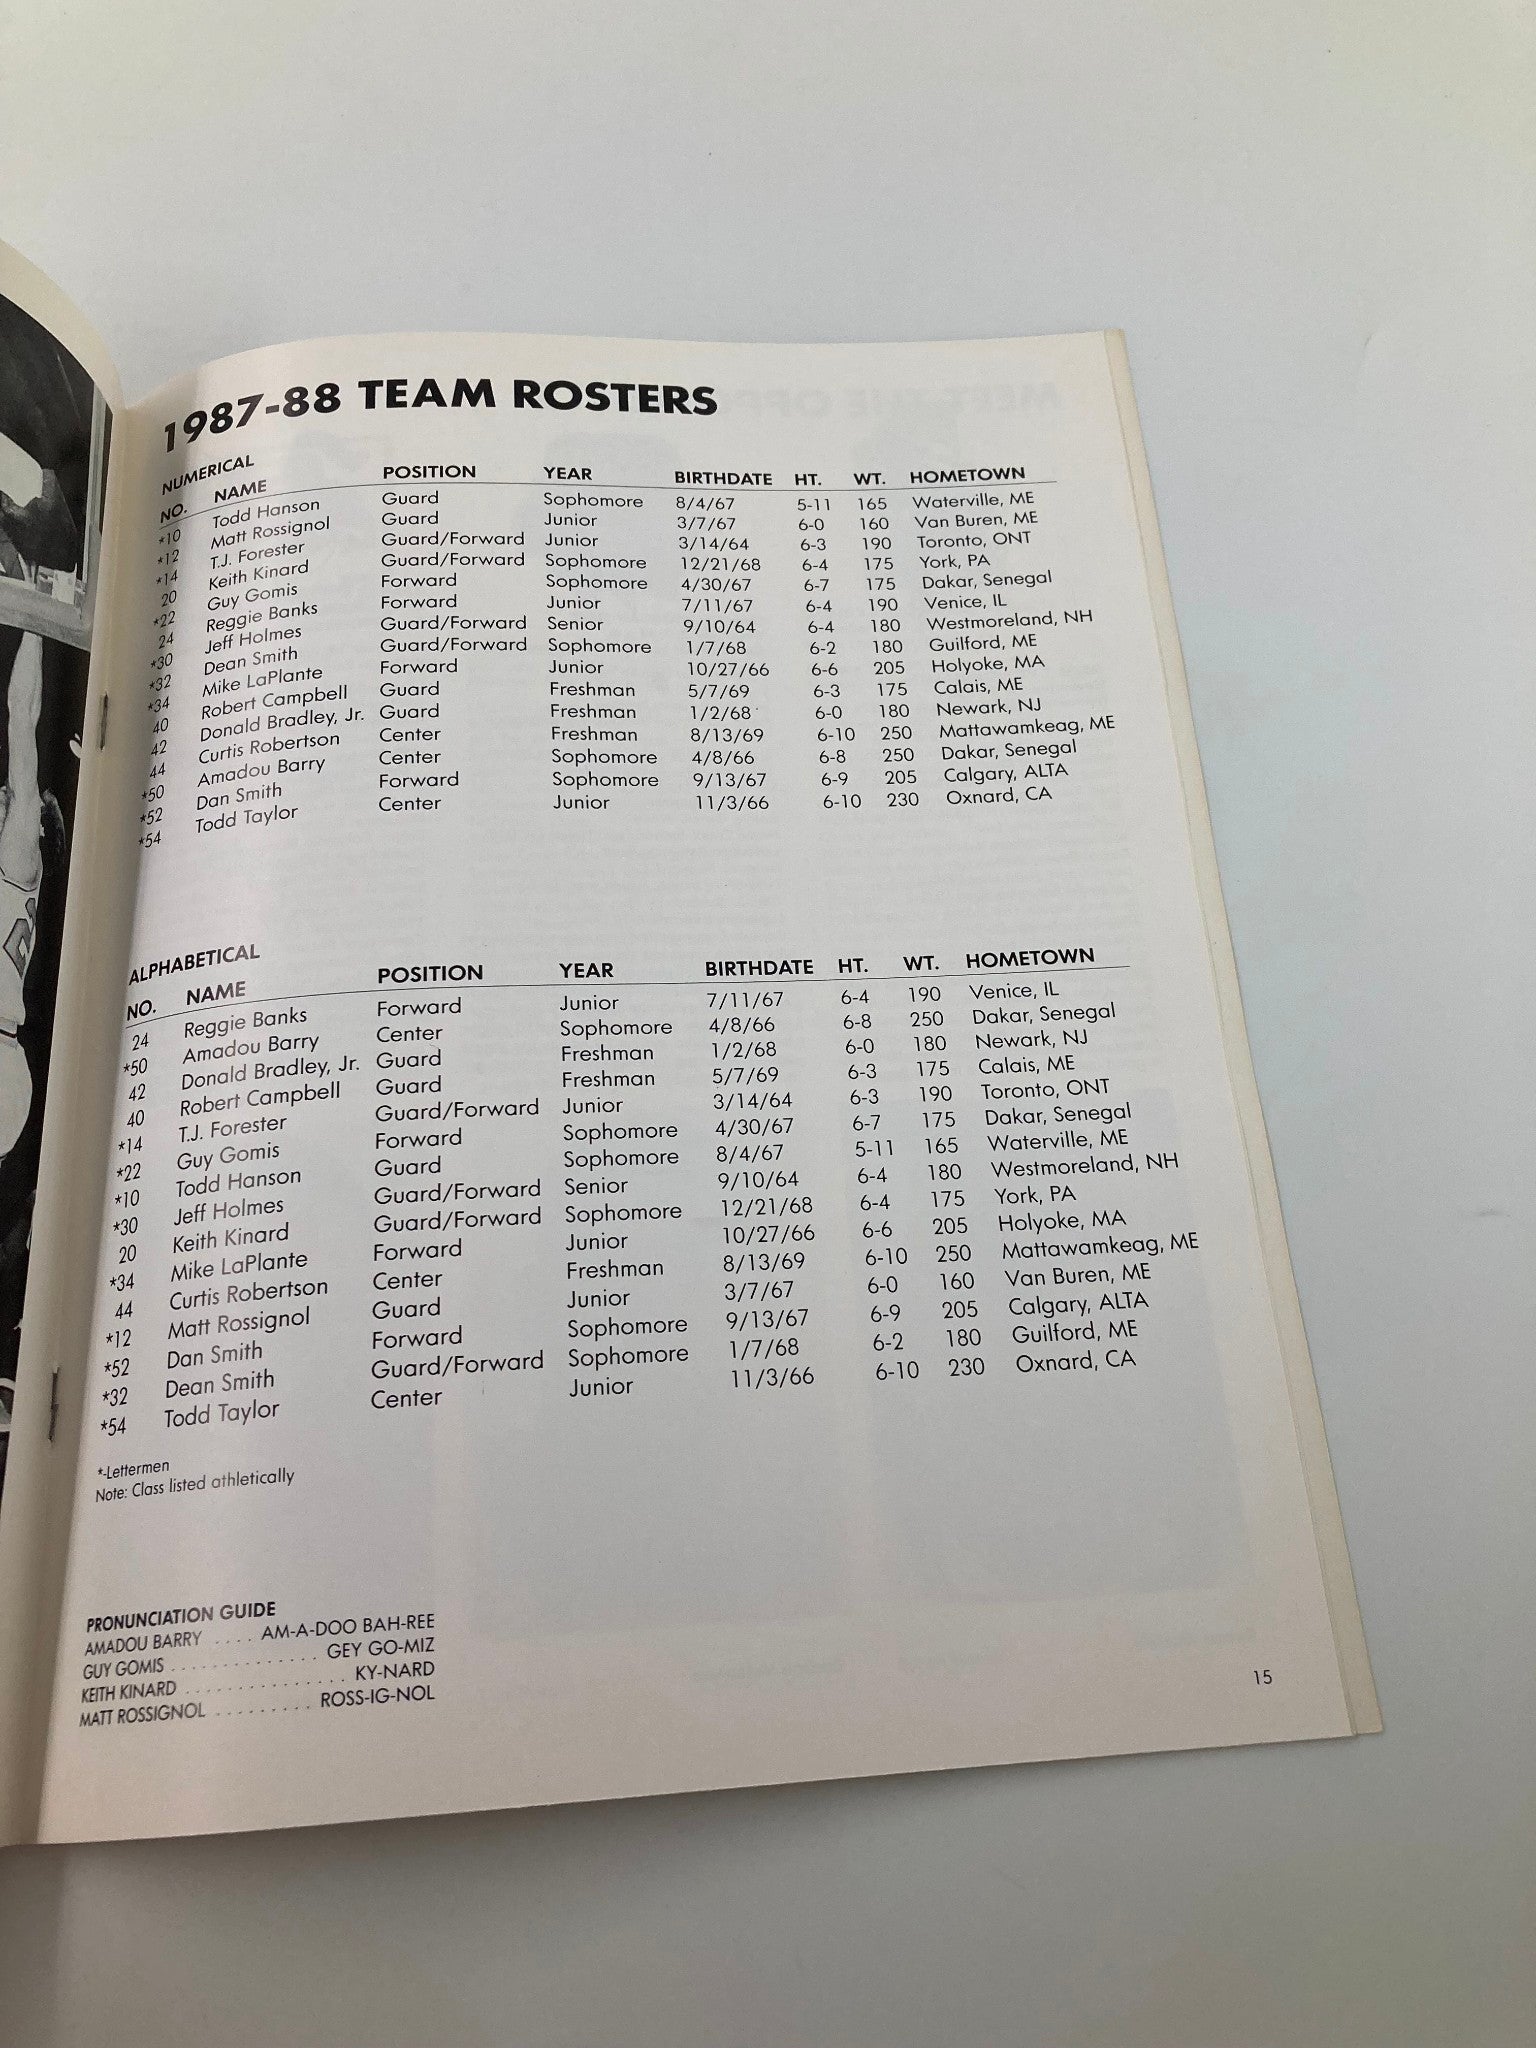 1987-88 TEAM ROSTERS
NUMERICAL
NO. NAME POSITION YEAR BIRTHDATE HT. WT. HOMETOWN
*10 Todd Hanson Guard Sophomore 8/4/67 5-11 165 Waterville, ME
*12 Matt Rossignol Guard Junior 3/7/67 6-0 160 Van Buren, ME
*14 T.J. Forester Guard/Forward Junior 3/14/64 6-3 190 Toronto, ONT
20 Keith Kinard Guard/Forward Sophomore 12/21/68 6-4 175 York, PA
*22 Guy Gomis Forward Sophomore 4/30/67 6-7 175 Dakar, Senegal
24 Reggie Banks Forward Junior 7/11/67 6-4 190 Venice, IL
*30 Jeff Holmes Guard/Forward Senior 9/10/64 6-4 180 Westmoreland, NH
*32 Dean Smith Guard/Forward Sophomore 1/7/68 6-2 180 Guilford, ME
*34 Mike LaPlante Forward Junior 10/27/66 6-6 205 Holyoke, MA
40 Robert Campbell Guard Freshman 5/7/69 6-3 175 Calais, ME
42 Donald Bradley, Jr. Guard Freshman 1/2/68 6-0 180 Newark, NJ
44 Curtis Robertson Center Freshman 8/13/69 6-10 250 Mattawamkeag, ME
*50 Amadou Barry Center Sophomore 4/8/66 6-8 250 Dakar, Senegal
*52 Dan Smith Forward Sophomore 9/13/67 6-9 205 Calgary, ALTA
*54 Todd Taylor Center Junior 11/3/66 6-10 230 Oxnard, CA
ALPHABETICAL
NO. NAME POSITION YEAR BIRTHDATE HT. WT. HOMETOWN
24 Reggie Banks Forward Junior 7/11/67 6-4 190 Venice, IL
*50 Amadou Barry Center Sophomore 4/8/66 6-8 250 Dakar, Senegal
42 Donald Bradley, Jr. Guard Freshman 1/2/68 6-0 180 Newark, NJ
40 Robert Campbell Guard Freshman 5/7/69 6-3 175 Calais, ME
*14 T.J. Forester Guard/Forward Junior 3/14/64 6-3 190 Toronto, ONT
*22 Guy Gomis Forward Sophomore 4/30/67 6-7 175 Dakar, Senegal
*10 Todd Hanson Guard Sophomore 8/4/67 5-11 165 Waterville, ME
*30 Jeff Holmes Guard/Forward Senior 9/10/64 6-4 180 Westmoreland, NH
20 Keith Kinard Guard/Forward Sophomore 12/21/68 6-4 175 York, PA
*34 Mike LaPlante Forward Junior 10/27/66 6-6 205 Holyoke, MA
44 Curtis Robertson Center Freshman 8/13/69 6-10 250 Mattawamkeag, ME
*12 Matt Rossignol Guard Junior 3/7/67 6-0 160 Van Buren, ME
*52 Dan Smith Forward Sophomore 9/13/67 6-9 205 Calgary, ALTA
*32 Dean Smith Guard/Forward Sophomore 1/7/68 6-2 180 Guilford, ME
*54 Todd Taylor Center Junior 11/3/66 6-10 230 Oxnard, CA
*-Lettermen
Note: Class listed athletically
PRONUNCIATION GUIDE
AMADOU BARRY .... AM-A-DOO BAH-REE
GUY GOMIS .............. GEY GO-MIZ
KEITH KINARD ............... KY-NARD
MATT ROSSIGNOL ......... ROSS-IG-NOL
15